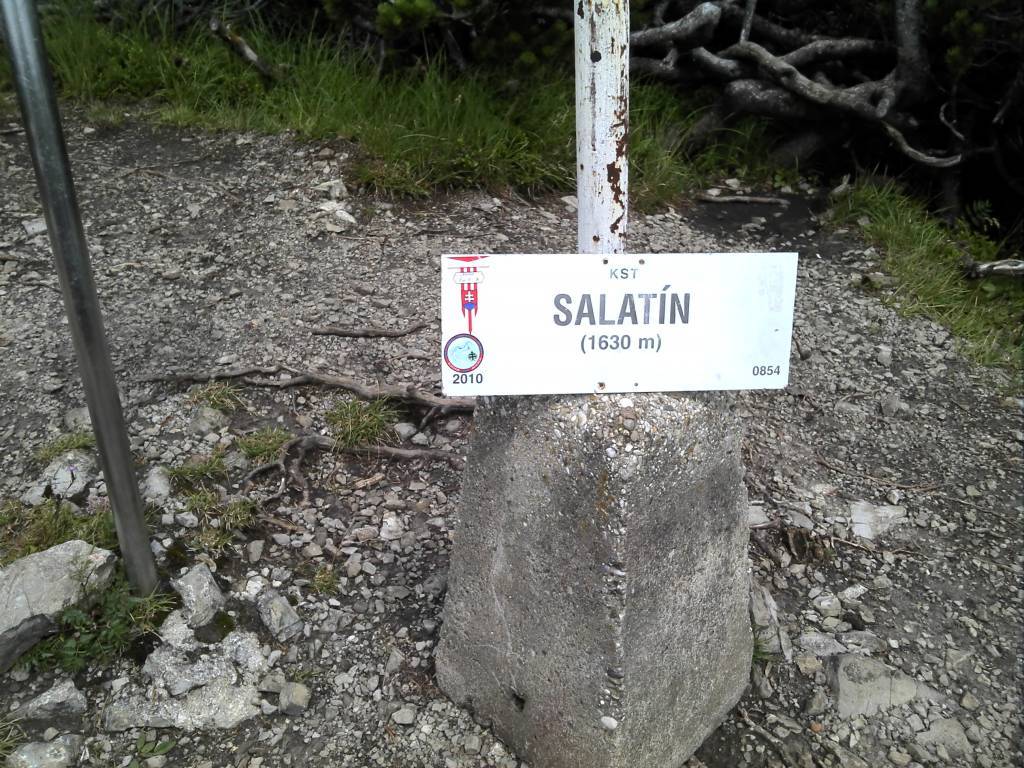 KST
SALATÍN
(1630 m)
2010
0854